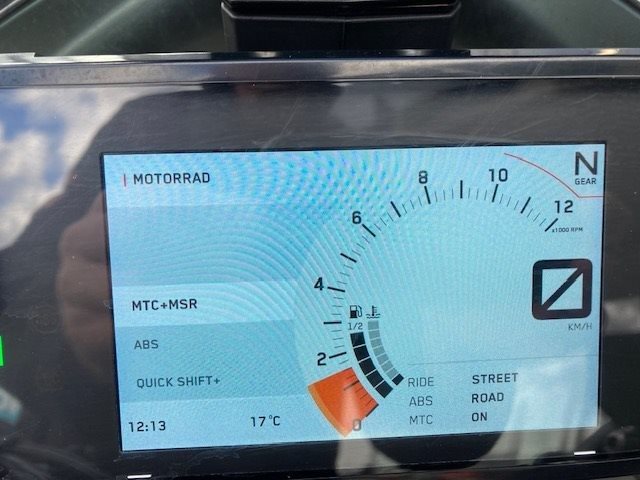 MOTORRAD
N
GEAR
8
10
12
x1000 RPM
6
4
2
0
1/2
MTC+MSR
ABS
QUICK SHIFT+
0
KM/H
RIDE STREET
ABS ROAD
MTC ON
12:13
17°C